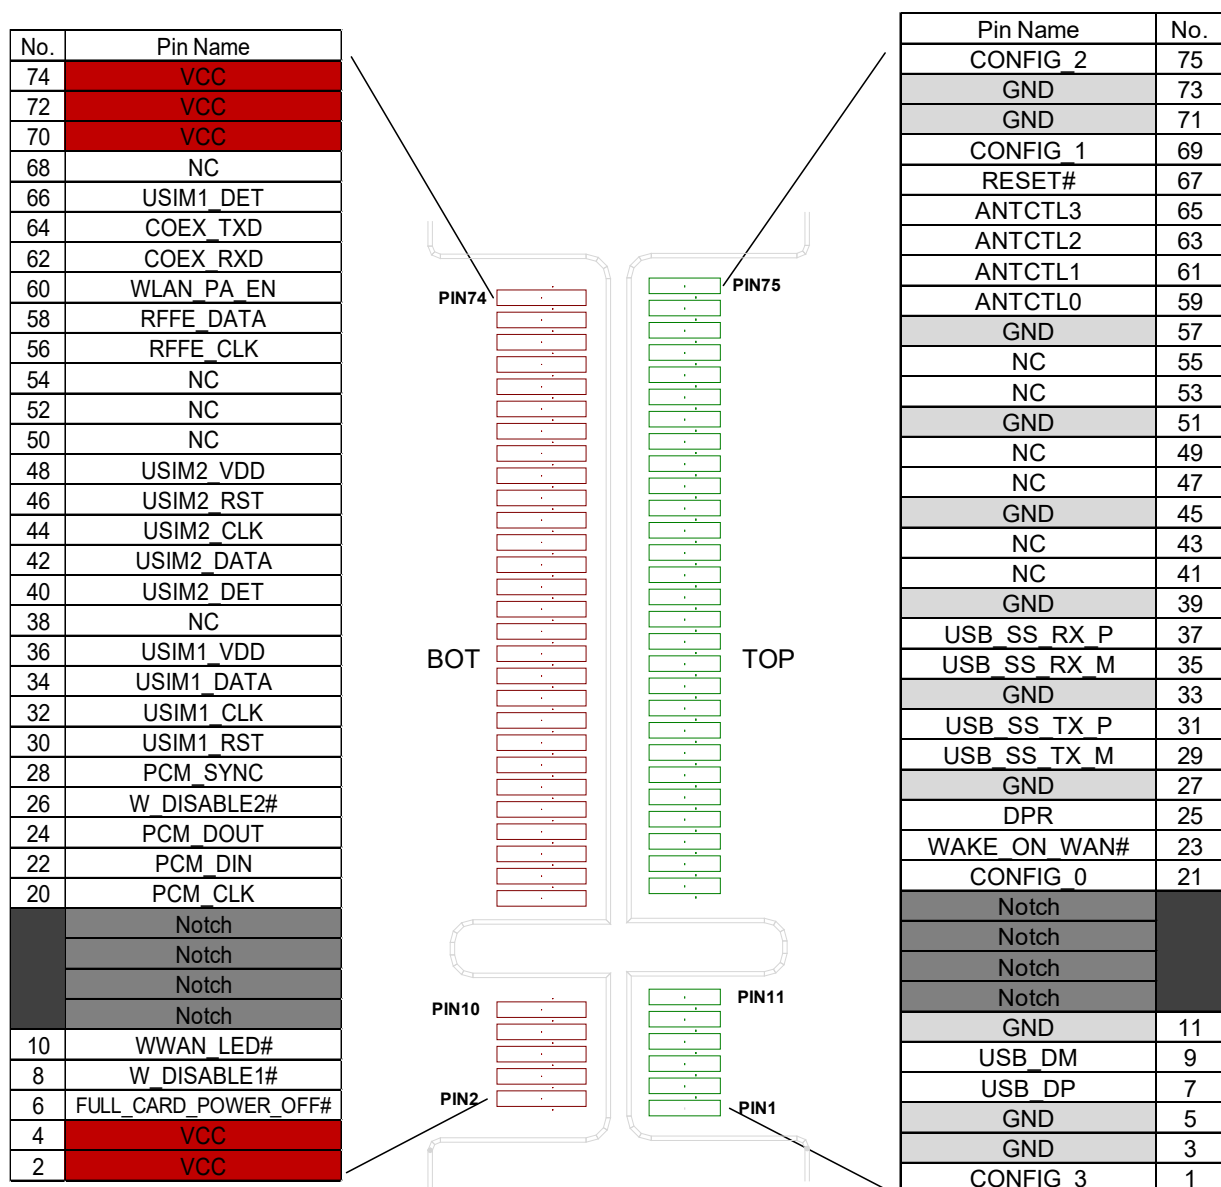 No. Pin Name
74 VCC
72 VCC
70 VCC
68 NC
66 USIM1_DET
64 COEX_TXD
62 COEX_RXD
60 WLAN_PA_EN
58 RFFE_DATA
56 RFFE_CLK
54 NC
52 NC
50 NC
48 USIM2_VDD
46 USIM2_RST
44 USIM2_CLK
42 USIM2_DATA
40 USIM2_DET
38 NC
36 USIM1_VDD
34 USIM1_DATA
32 USIM1_CLK
30 USIM1_RST
28 PCM_SYNC
26 W_DISABLE2#
24 PCM_DOUT
22 PCM_DIN
20 PCM_CLK
Notch
Notch
Notch
Notch
10 WWAN_LED#
8 W_DISABLE1#
6 FULL_CARD_POWER_OFF#
4 VCC
2 VCC
PIN74
BOT
PIN10
PIN2
PIN75
TOP
PIN11
PIN1
Pin Name No.
CONFIG_2 75
GND 73
GND 71
CONFIG_1 69
RESET# 67
ANTCTL3 65
ANTCTL2 63
ANTCTL1 61
ANTCTL0 59
GND 57
NC 55
NC 53
GND 51
NC 49
NC 47
GND 45
NC 43
NC 41
GND 39
USB_SS_RX_P 37
USB_SS_RX_M 35
GND 33
USB_SS_TX_P 31
USB_SS_TX_M 29
GND 27
DPR 25
WAKE_ON_WAN# 23
CONFIG_0 21
Notch
Notch
Notch
Notch
GND 11
USB_DM 9
USB_DP 7
GND 5
GND 3
CONFIG_3 1